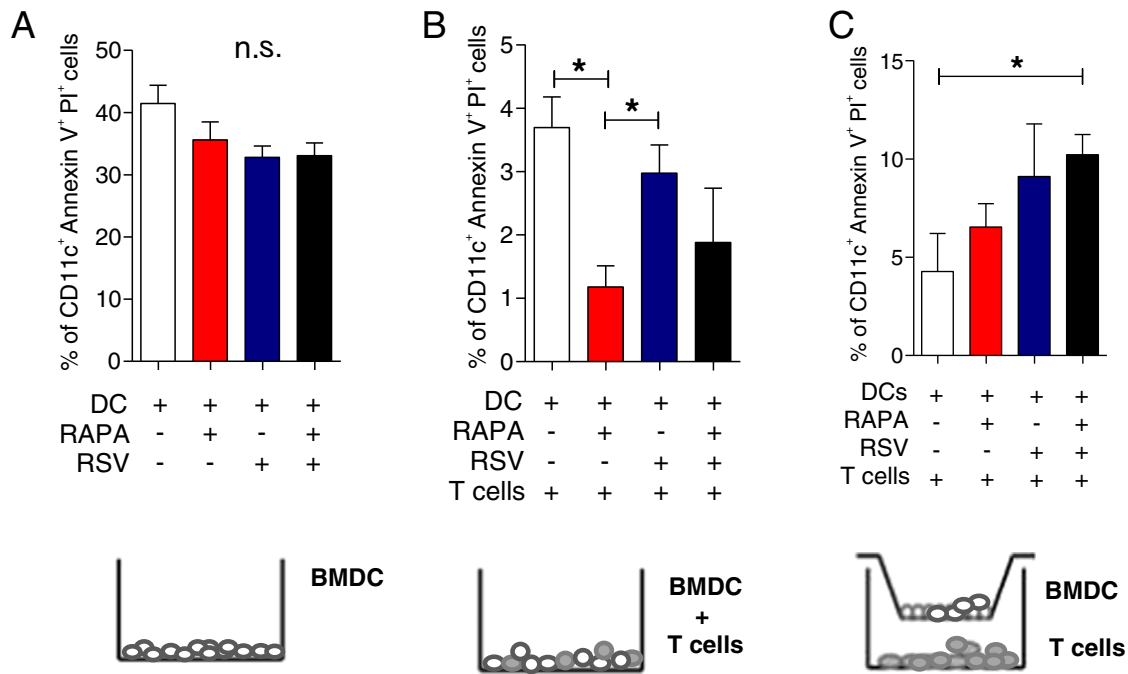 A
% of CD11c⁺ Annexin V⁺ PI⁺ cells
50
40
30
20
10
0
n.s.
DC + + + +
RAPA - + - +
RSV - - + +
BMDC
B
% of CD11c⁺ Annexin V⁺ PI⁺ cells
5
4
3
2
1
0
*
*
DC + + + +
RAPA - + - +
RSV - - + +
T cells + + + +
BMDC
+
T cells
C
% of CD11c⁺ Annexin V⁺ PI⁺ cells
15
10
5
0
*
DCs + + + +
RAPA - + - +
RSV - - + +
T cells + + + +
BMDC
T cells